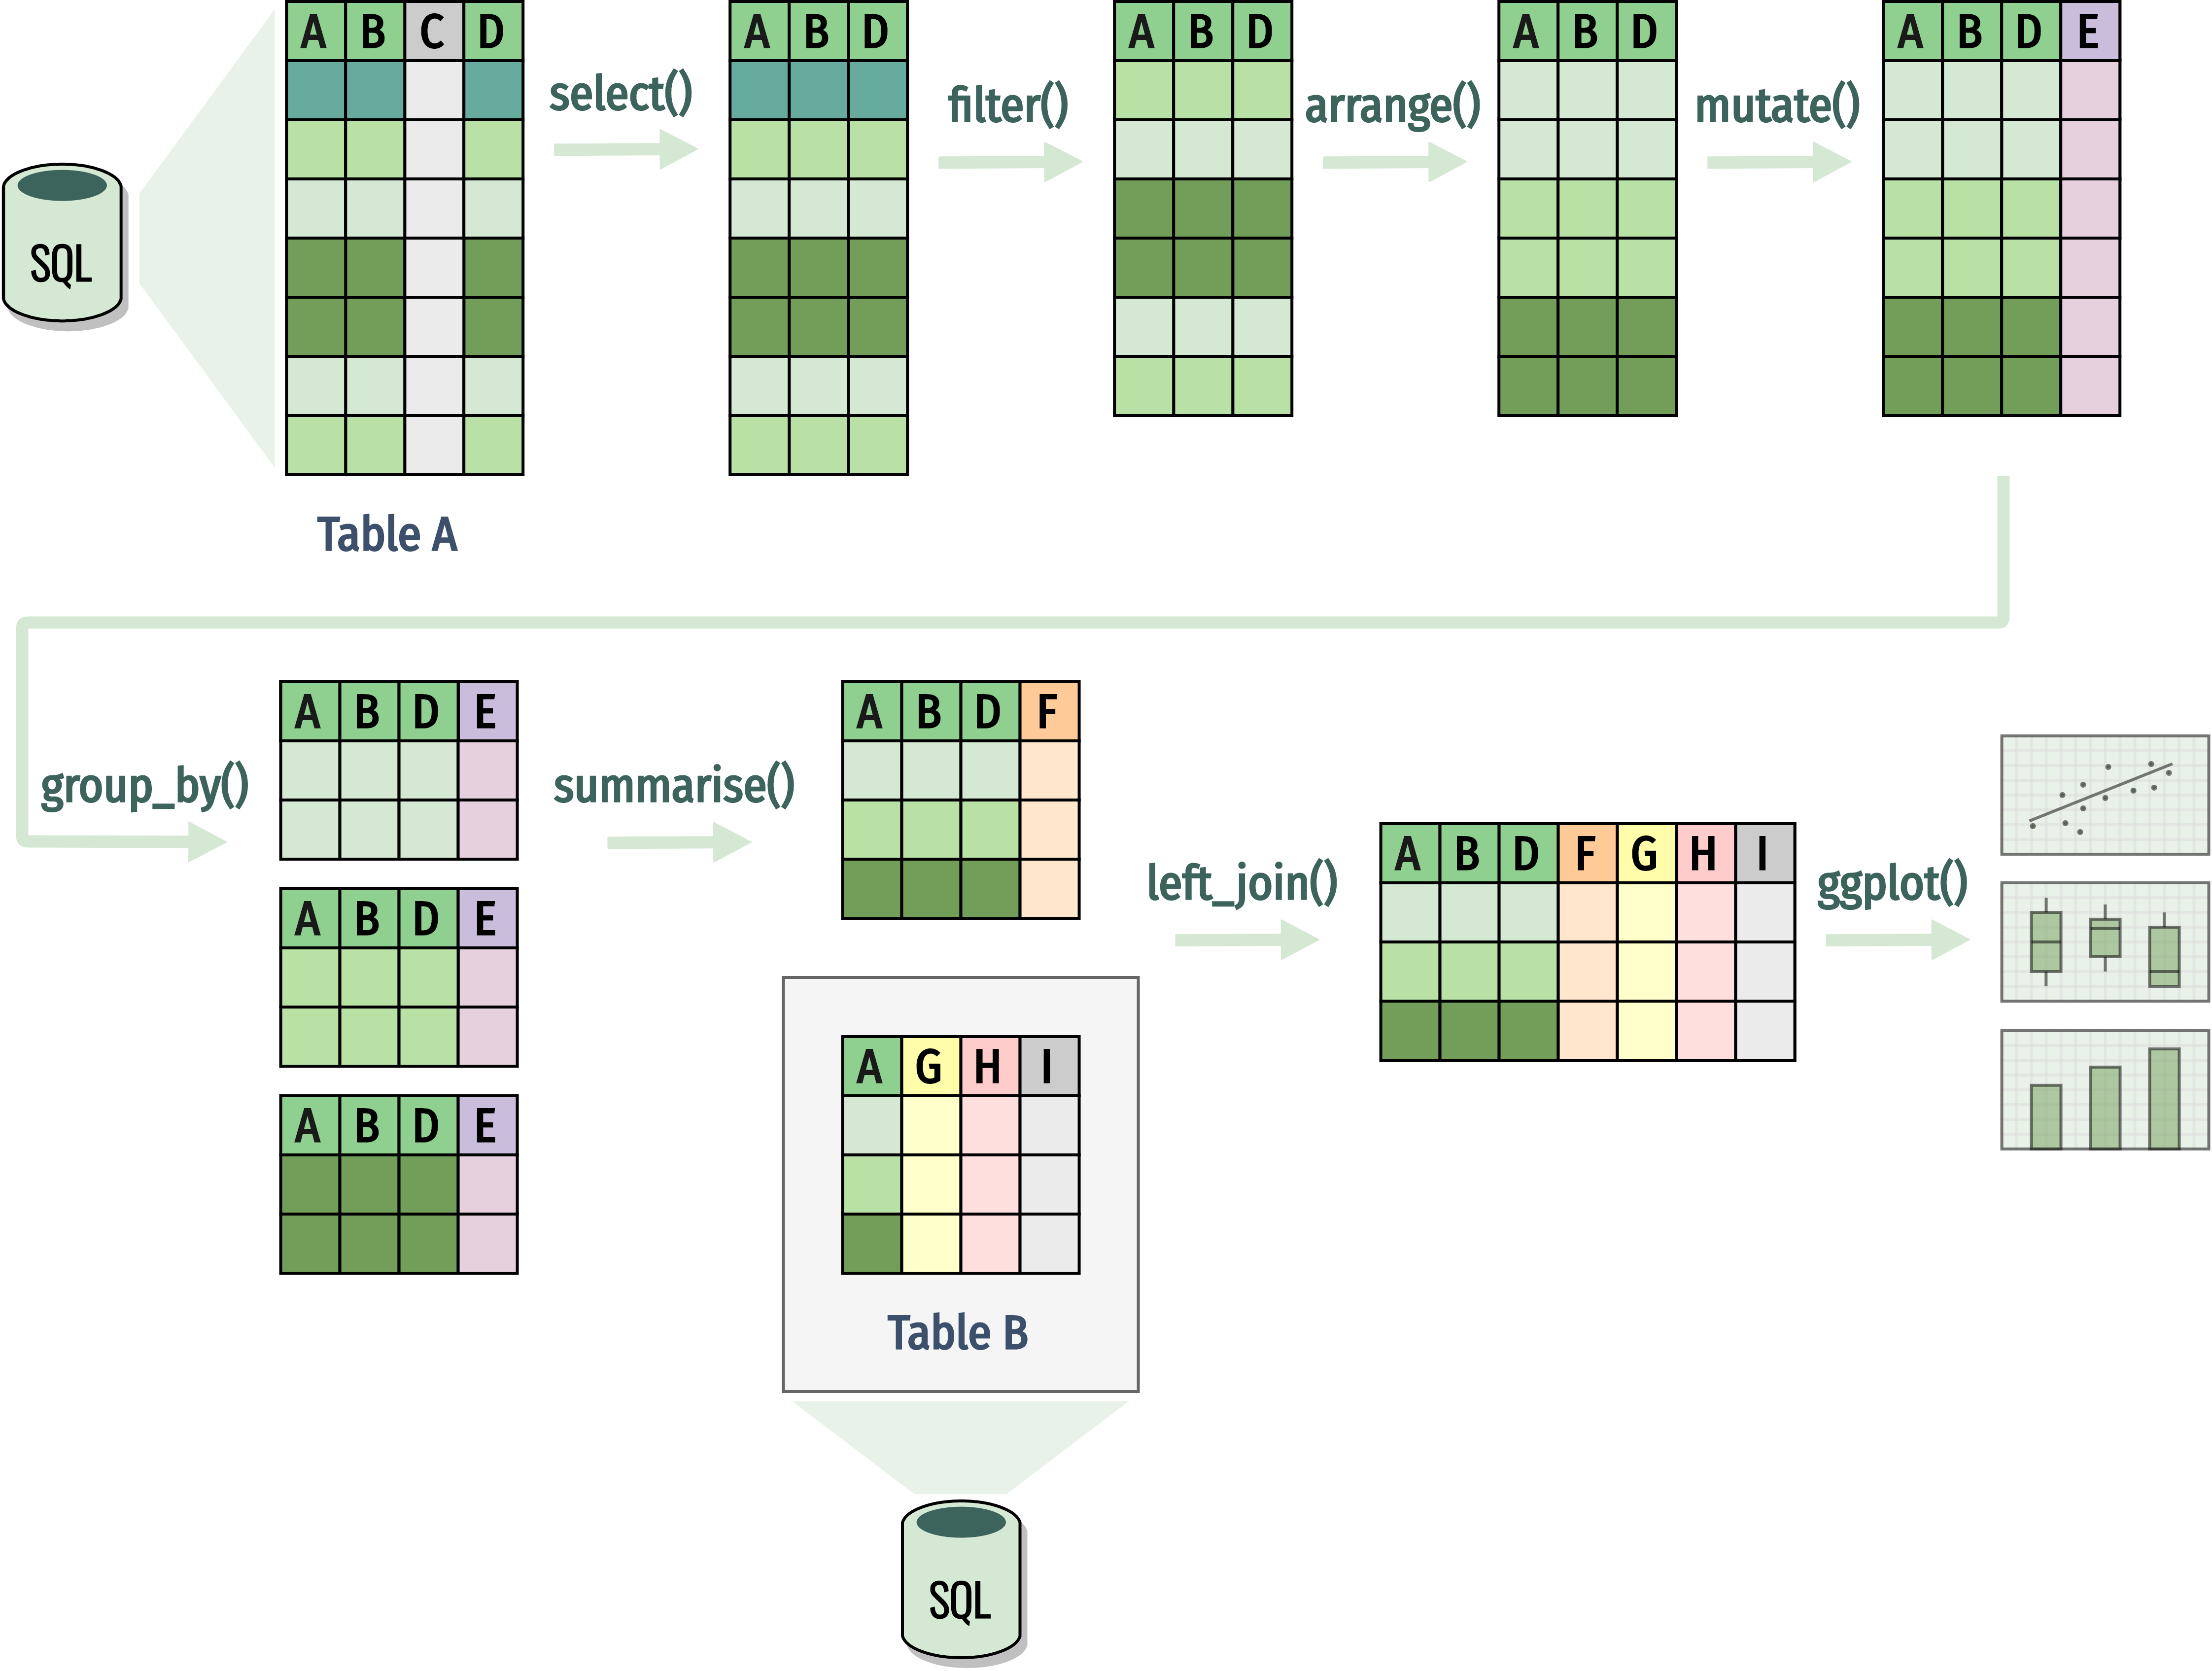 A B C D
A B D
A B D
A B D
A B D E
select()
filter()
arrange()
mutate()
SQL
Table A
A B D E
A B D F
group_by()
summarise()
A B D F G H I
left_join()
ggplot()
A B D E
A G H I
A B D E
Table B
SQL